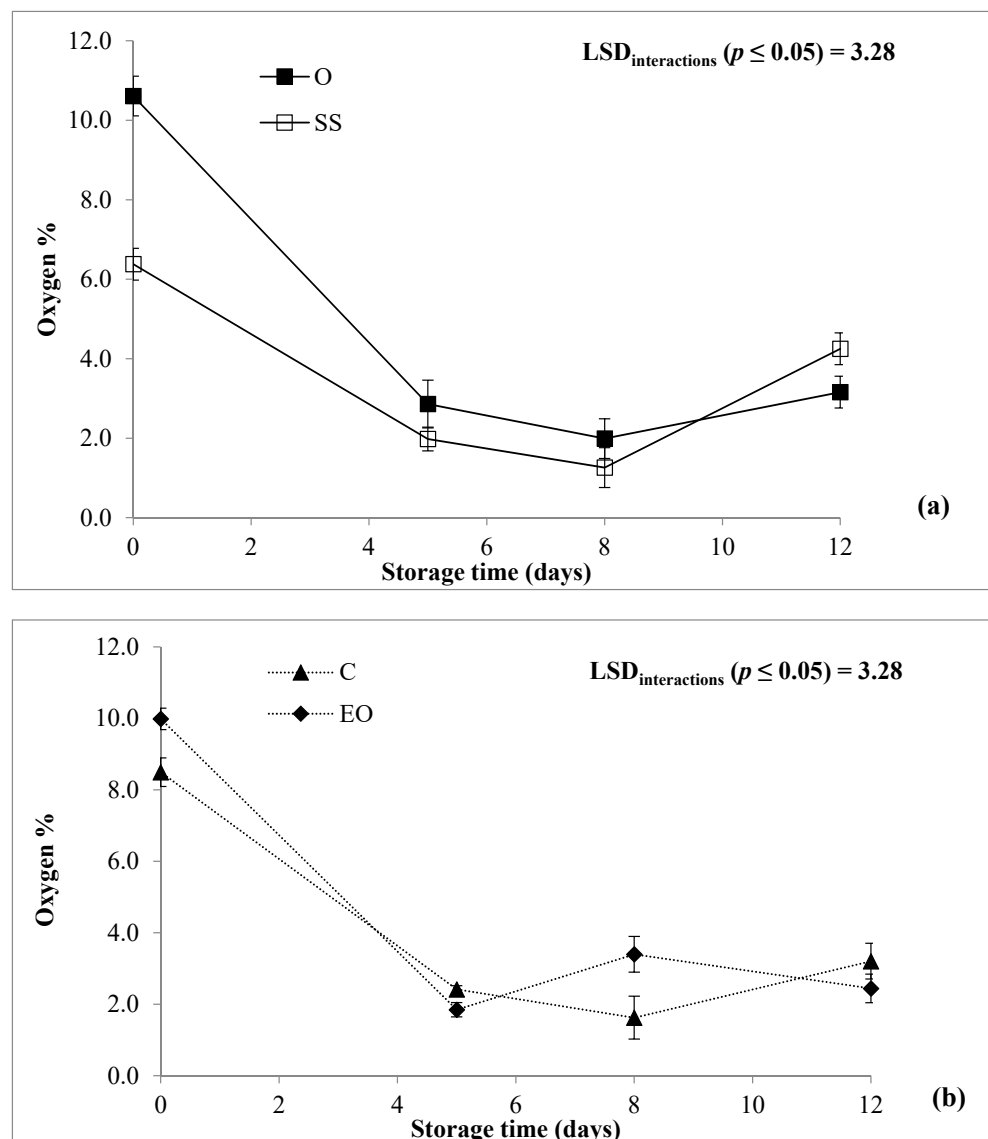 12.0
LSDinteractions (p ≤ 0.05) = 3.28
O
10.0
SS
8.0
Oxygen %
6.0
4.0
2.0
(a)
0.0
0 2 4 6 8 10 12
Storage time (days)
12.0
C
LSDinteractions (p ≤ 0.05) = 3.28
EO
10.0
8.0
Oxygen %
6.0
4.0
2.0
0.0
(b)
0 2 4 6 8 10 12
Storage time (days)